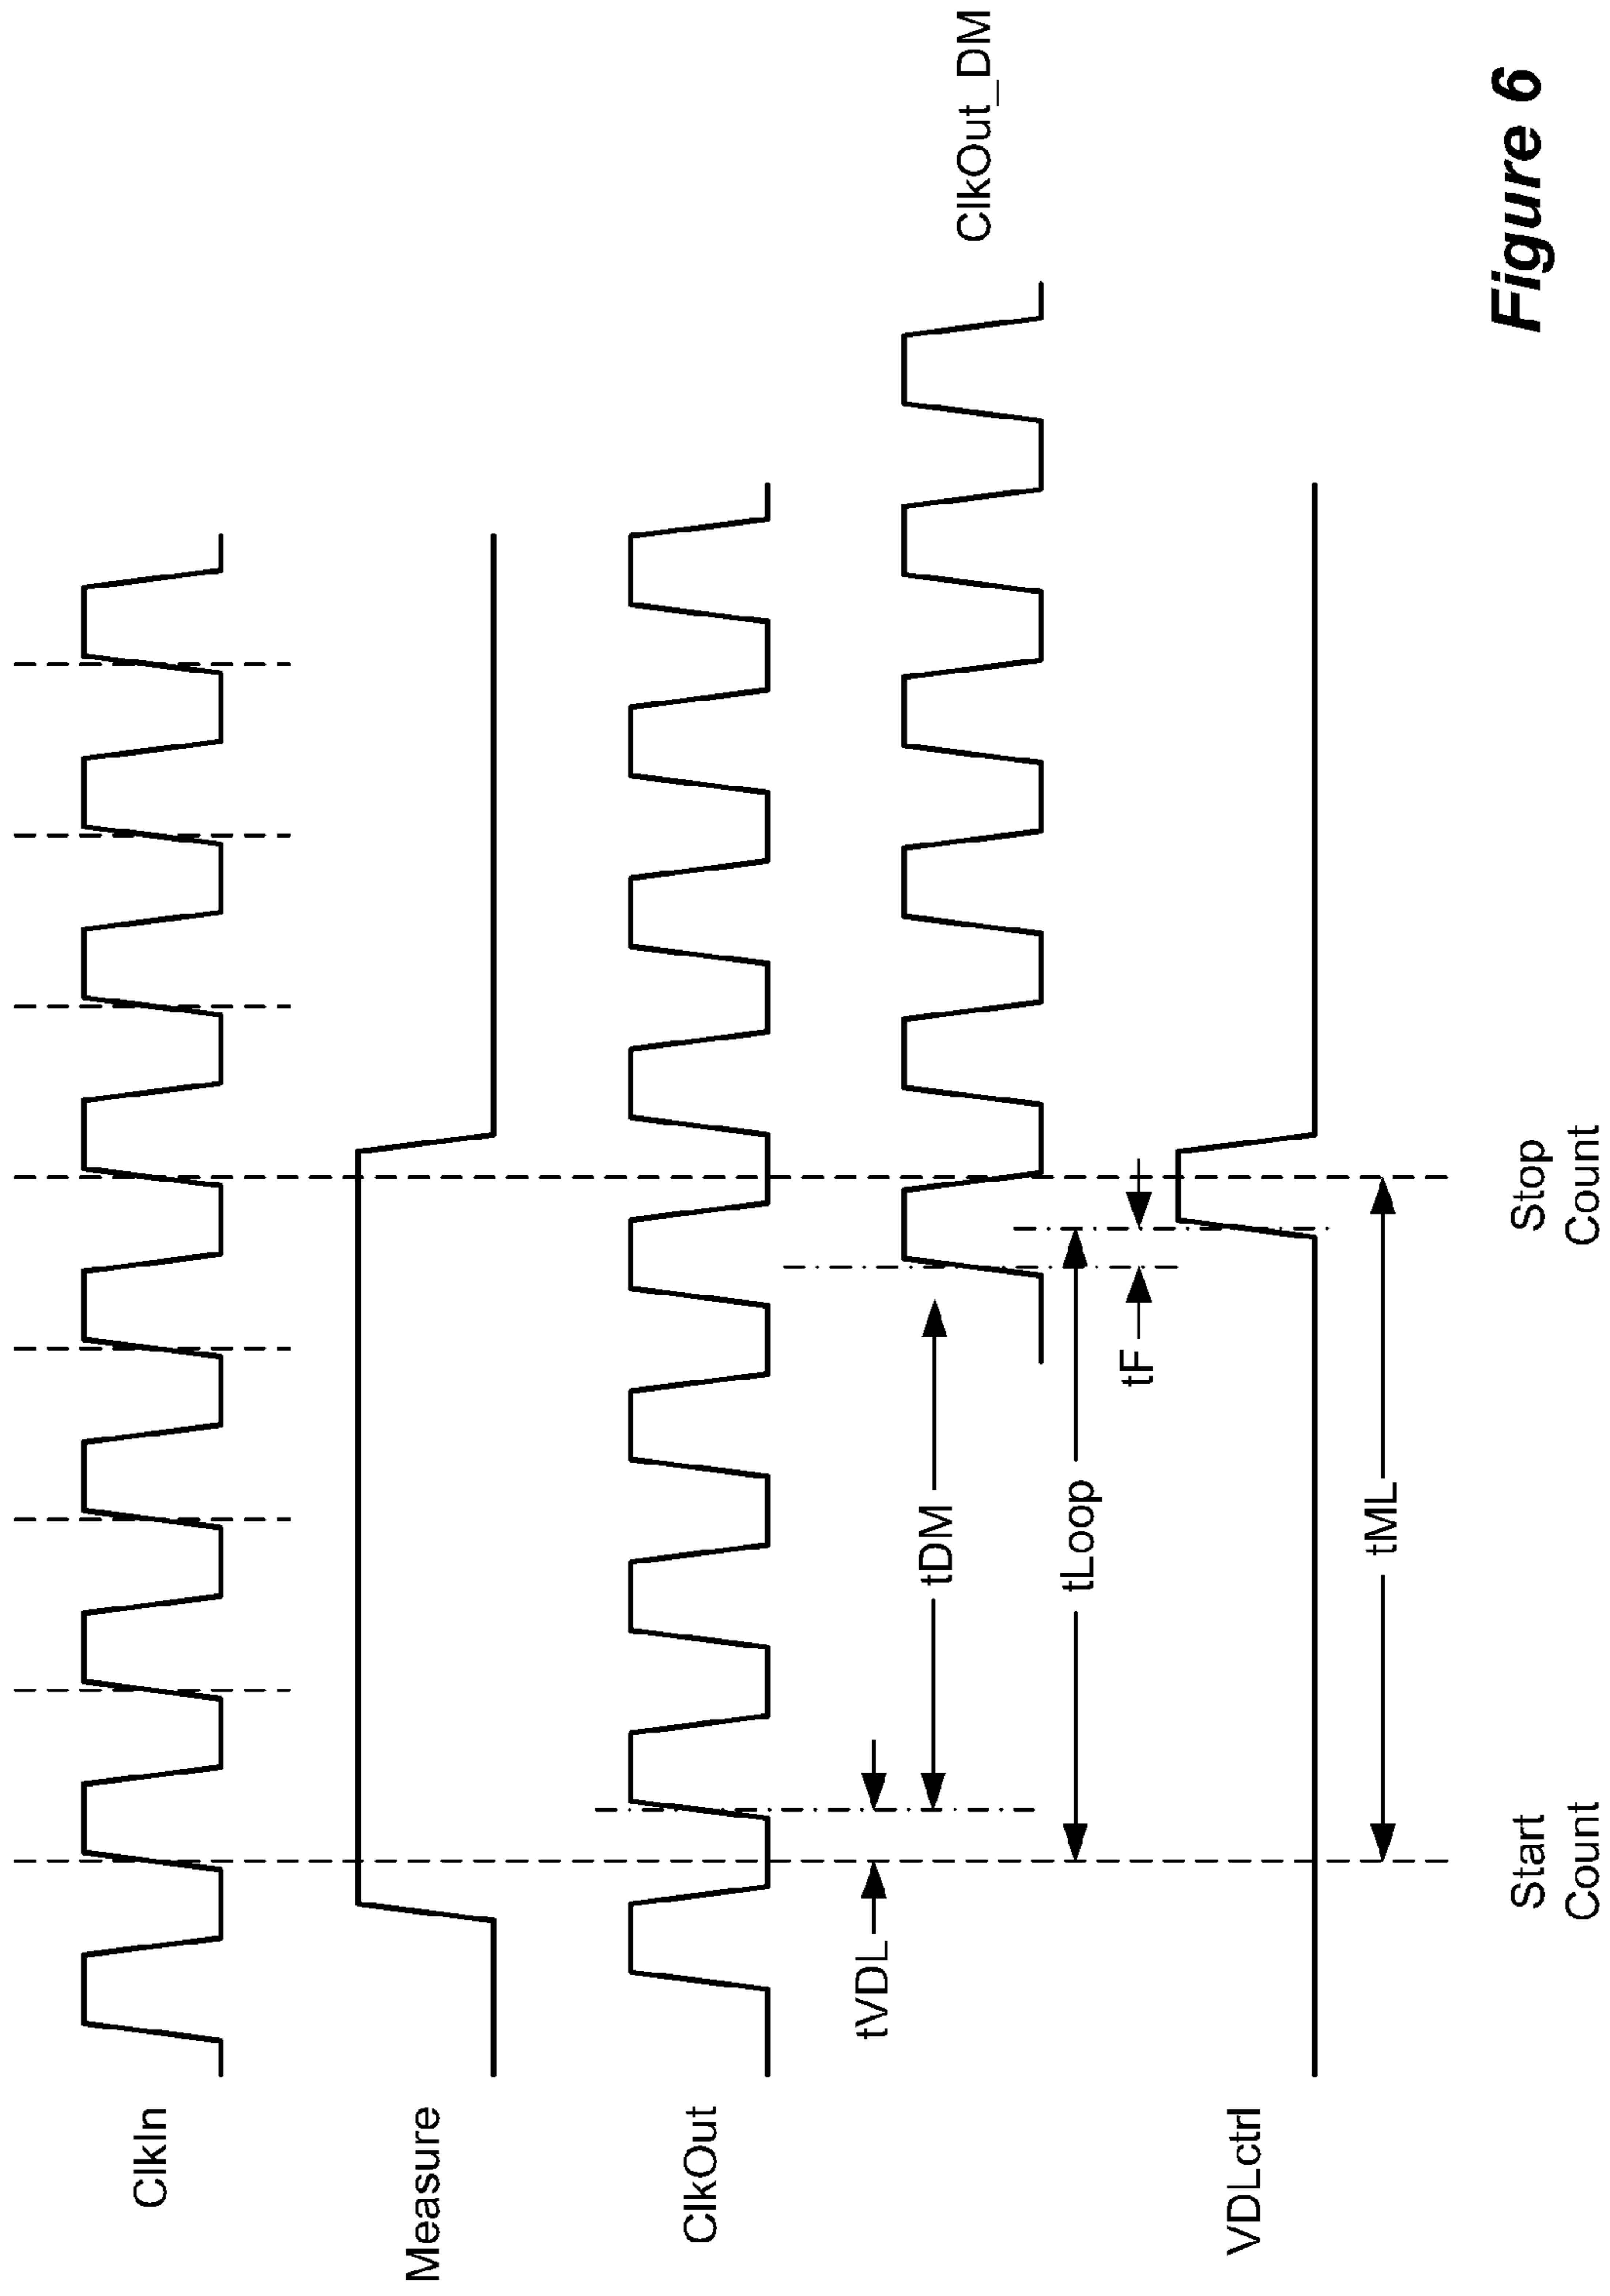 ClkIn
Measure
ClkOut
tVDL
tDM
ClkOut_DM
tLoop
tF
VDLctrl
tML
Start
Count
Stop
Count
Figure 6